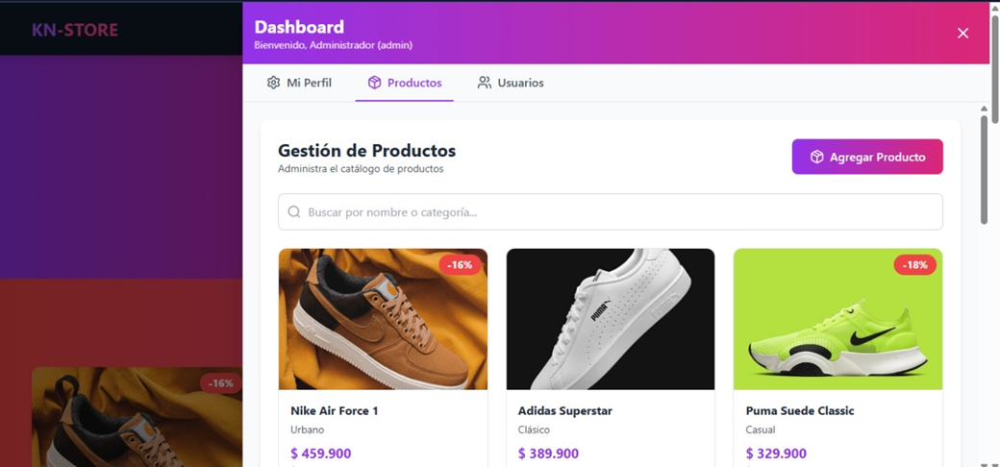 KN-STORE
Dashboard
Bienvenido, Administrador (admin)
Mi Perfil
Productos
Usuarios
Gestión de Productos
Administra el catálogo de productos
Agregar Producto
Buscar por nombre o categoría...
-16%
PUMA
-18%
Nike Air Force 1
Urbano
$ 459.900
Adidas Superstar
Clásico
$ 389.900
Puma Suede Classic
Casual
$ 329.900
-16%